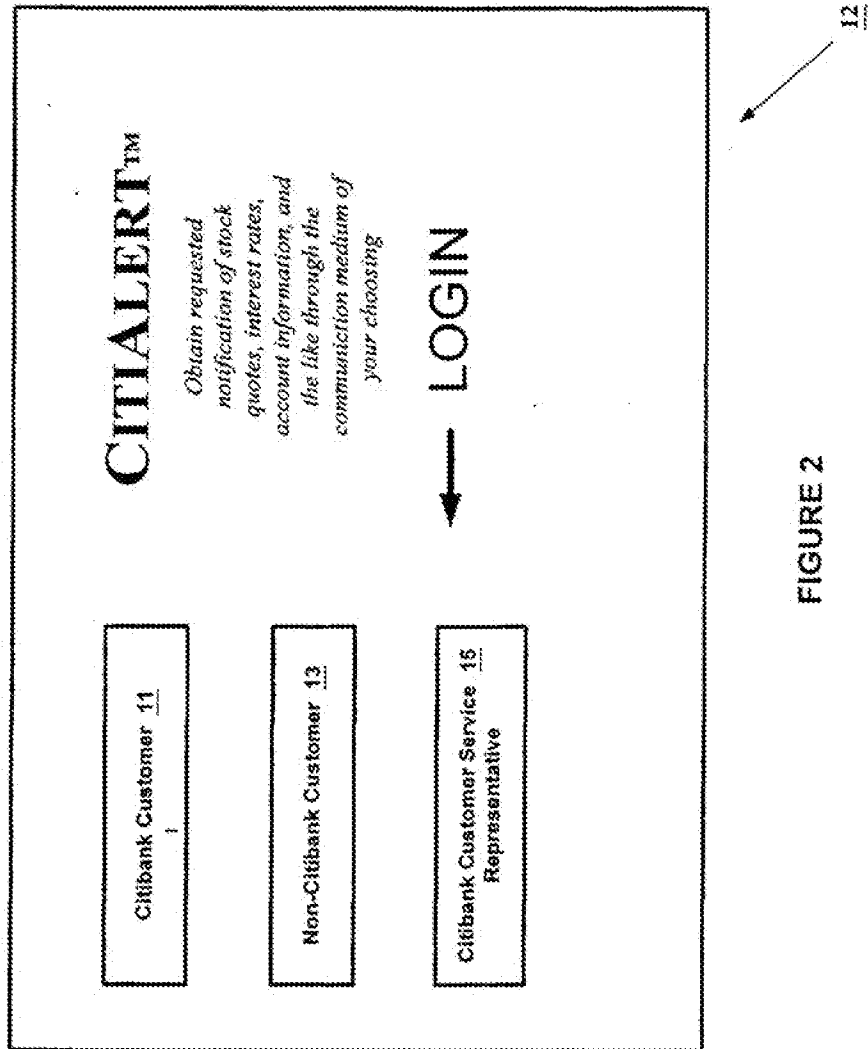 Citibank Customer 11
Non-Citibank Customer 13
Citibank Customer Service 15
Representative
CITIALERT™
Obtain requested
notification of stock
quotes, interest rates,
account information, and
the like through the
communiction medium of
your choosing
LOGIN
12
FIGURE 2